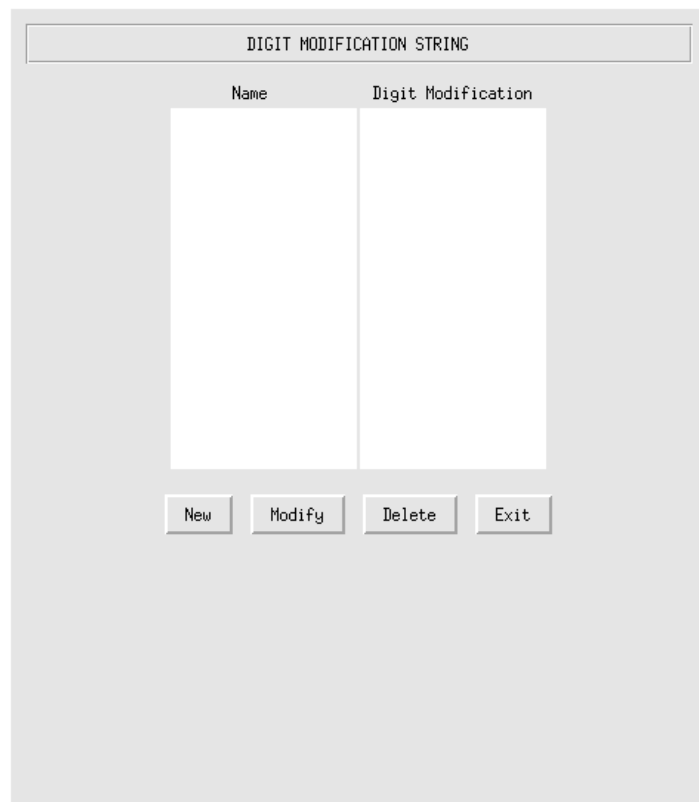 DIGIT MODIFICATION STRING
Name Digit Modification
New Modify Delete Exit